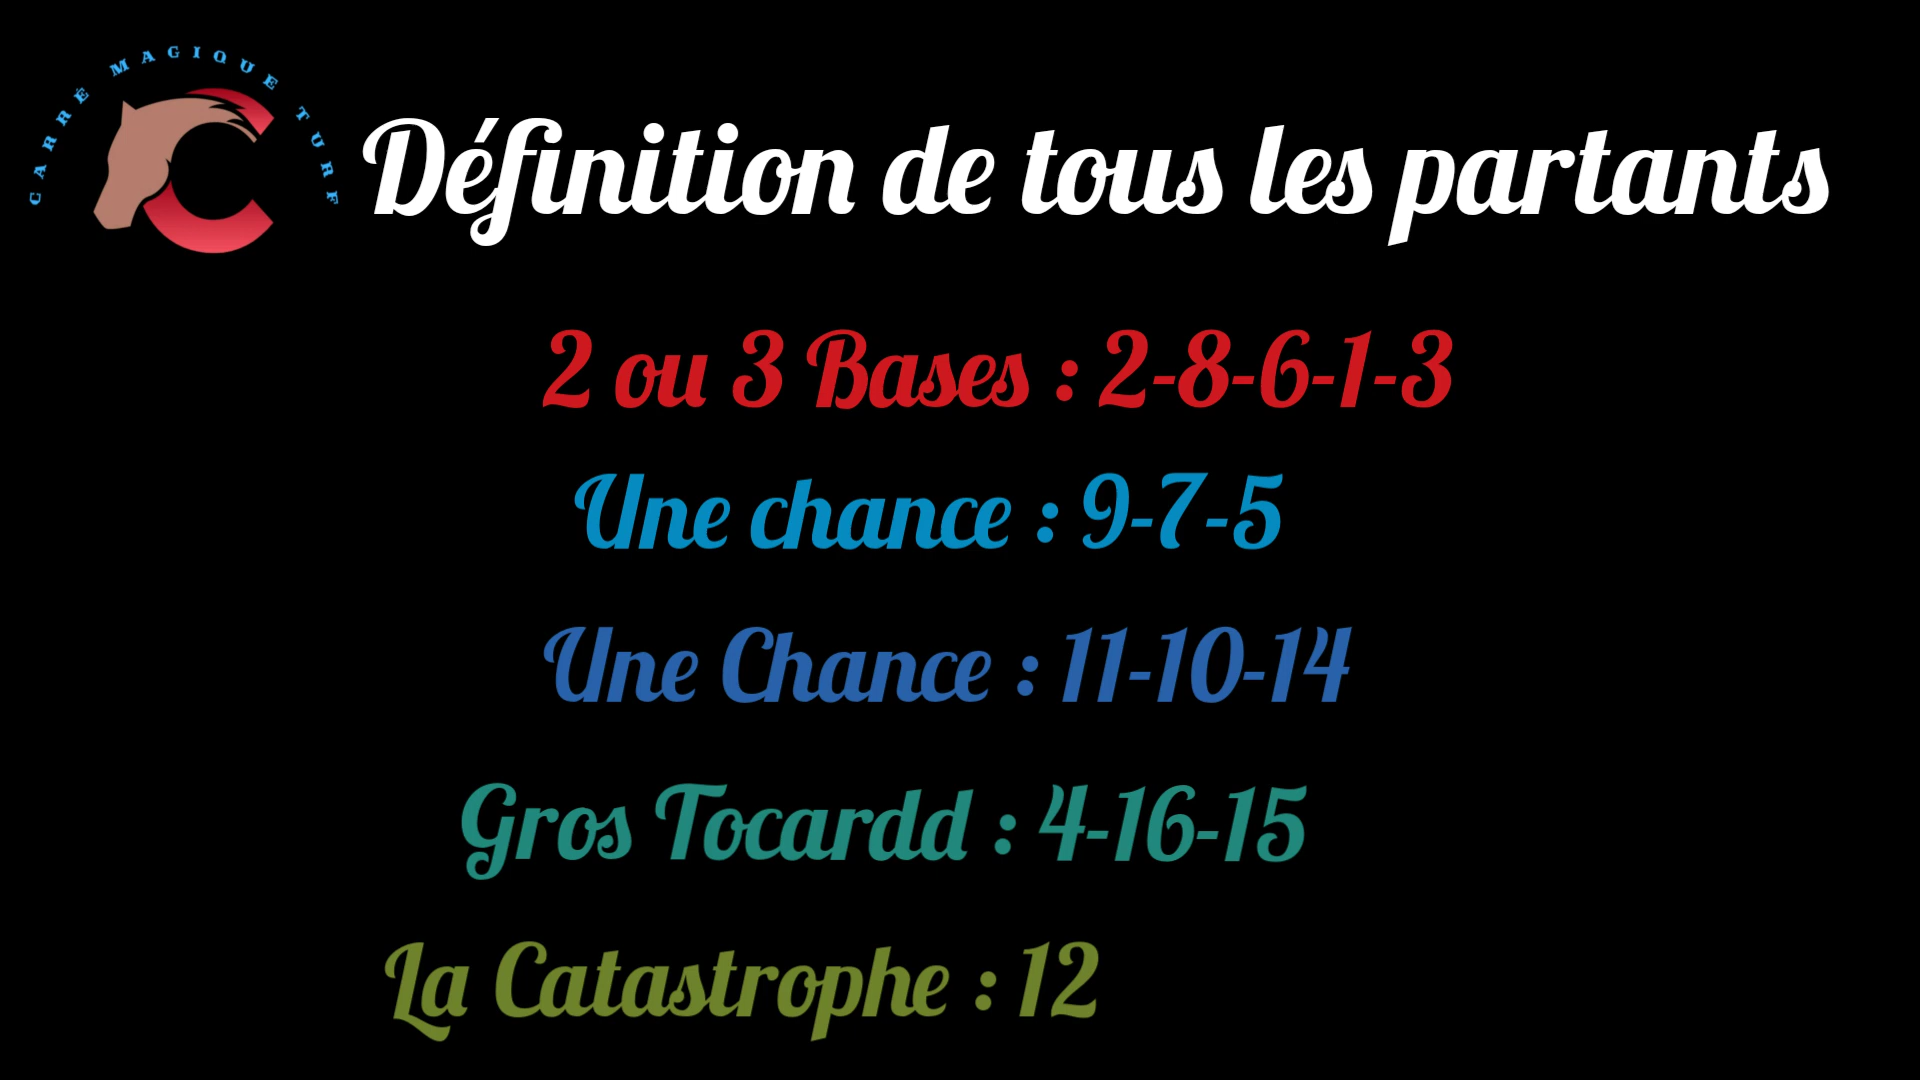 CARRÉ MAGIQUE TURF
Définition de tous les partants
2 ou 3 Bases : 2-8-6-1-3
Une chance : 9-7-5
Une Chance : 11-10-14
Gros Tocardd : 4-16-15
La Catastrophe : 12